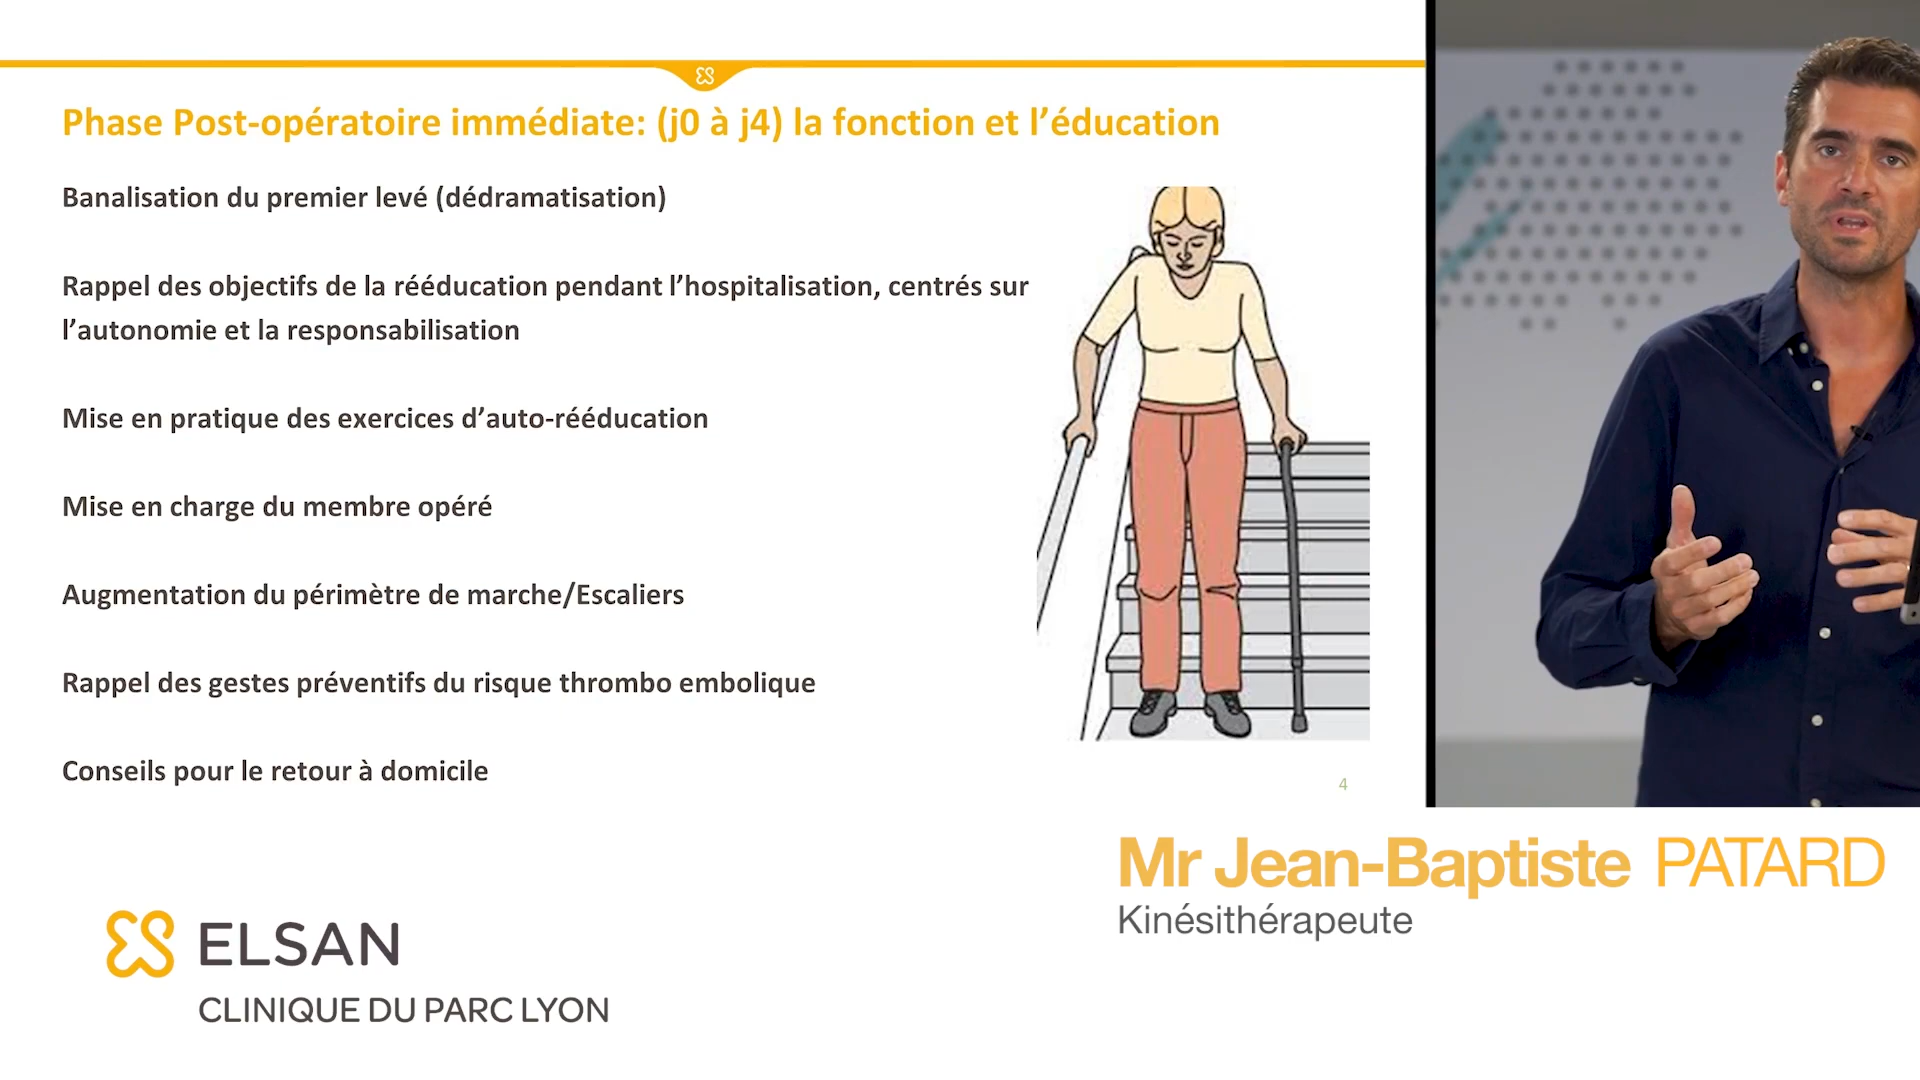 Phase Post-opératoire immédiate: (j0 à j4) la fonction et l’éducation
Banalisation du premier levé (dédramatisation)
Rappel des objectifs de la rééducation pendant l’hospitalisation, centrés sur
l’autonomie et la responsabilisation
Mise en pratique des exercices d’auto-rééducation
Mise en charge du membre opéré
Augmentation du périmètre de marche/Escaliers
Rappel des gestes préventifs du risque thrombo embolique
Conseils pour le retour à domicile
4
Mr Jean-Baptiste PATARD
Kinésithérapeute
ELSAN
CLINIQUE DU PARC LYON